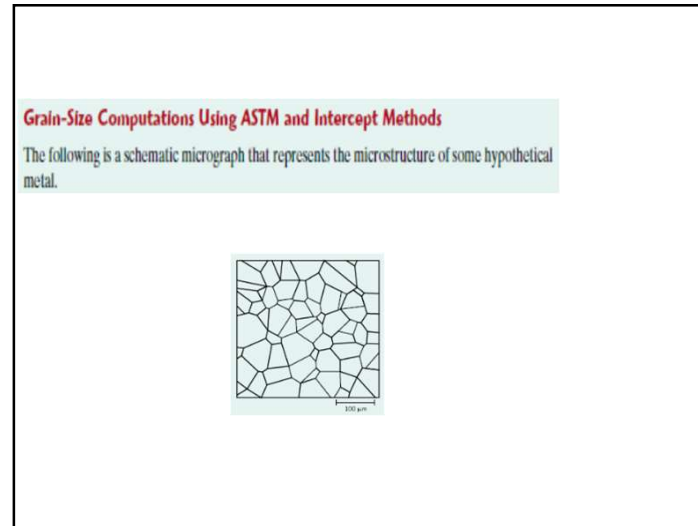 Grain-Size Computations Using ASTM and Intercept Methods
The following is a schematic micrograph that represents the microstructure of some hypothetical
metal.
100 μm